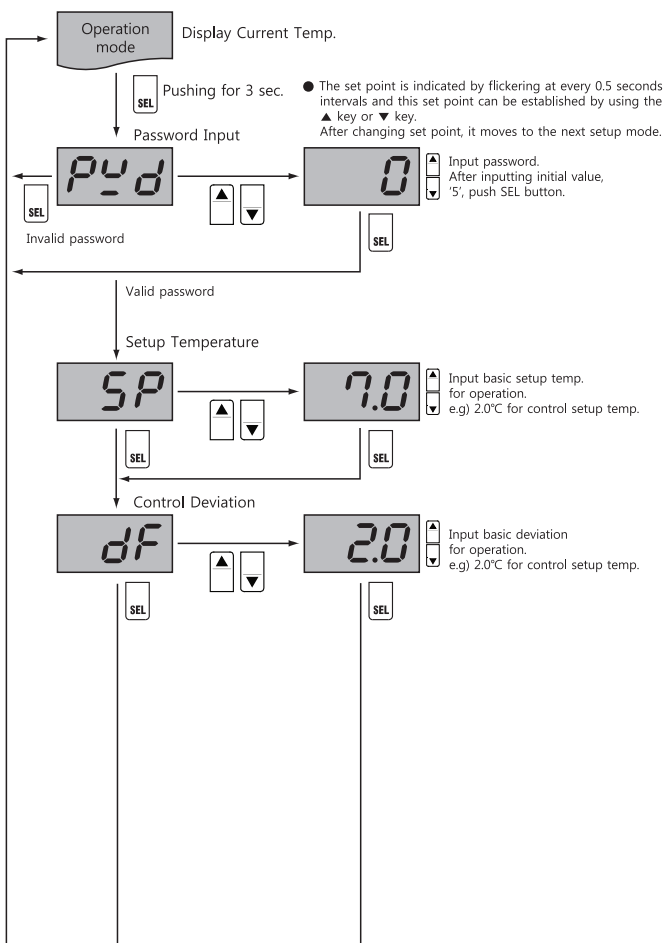 Operation
mode
Display Current Temp.
SEL
Pushing for 3 sec.
● The set point is indicated by flickering at every 0.5 seconds
intervals and this set point can be established by using the
▲ key or ▼ key.
After changing set point, it moves to the next setup mode.
Password Input
SEL
Invalid password
PYd
▲ ▼
0
▲ ▼
Input password.
After inputting initial value,
'5', push SEL button.
SEL
Valid password
Setup Temperature
SP
▲ ▼
7.0
▲ ▼
Input basic setup temp.
for operation.
e.g) 2.0℃ for control setup temp.
SEL
SEL
Control Deviation
dF
▲ ▼
2.0
▲ ▼
Input basic deviation
for operation.
e.g) 2.0℃ for control setup temp.
SEL
SEL